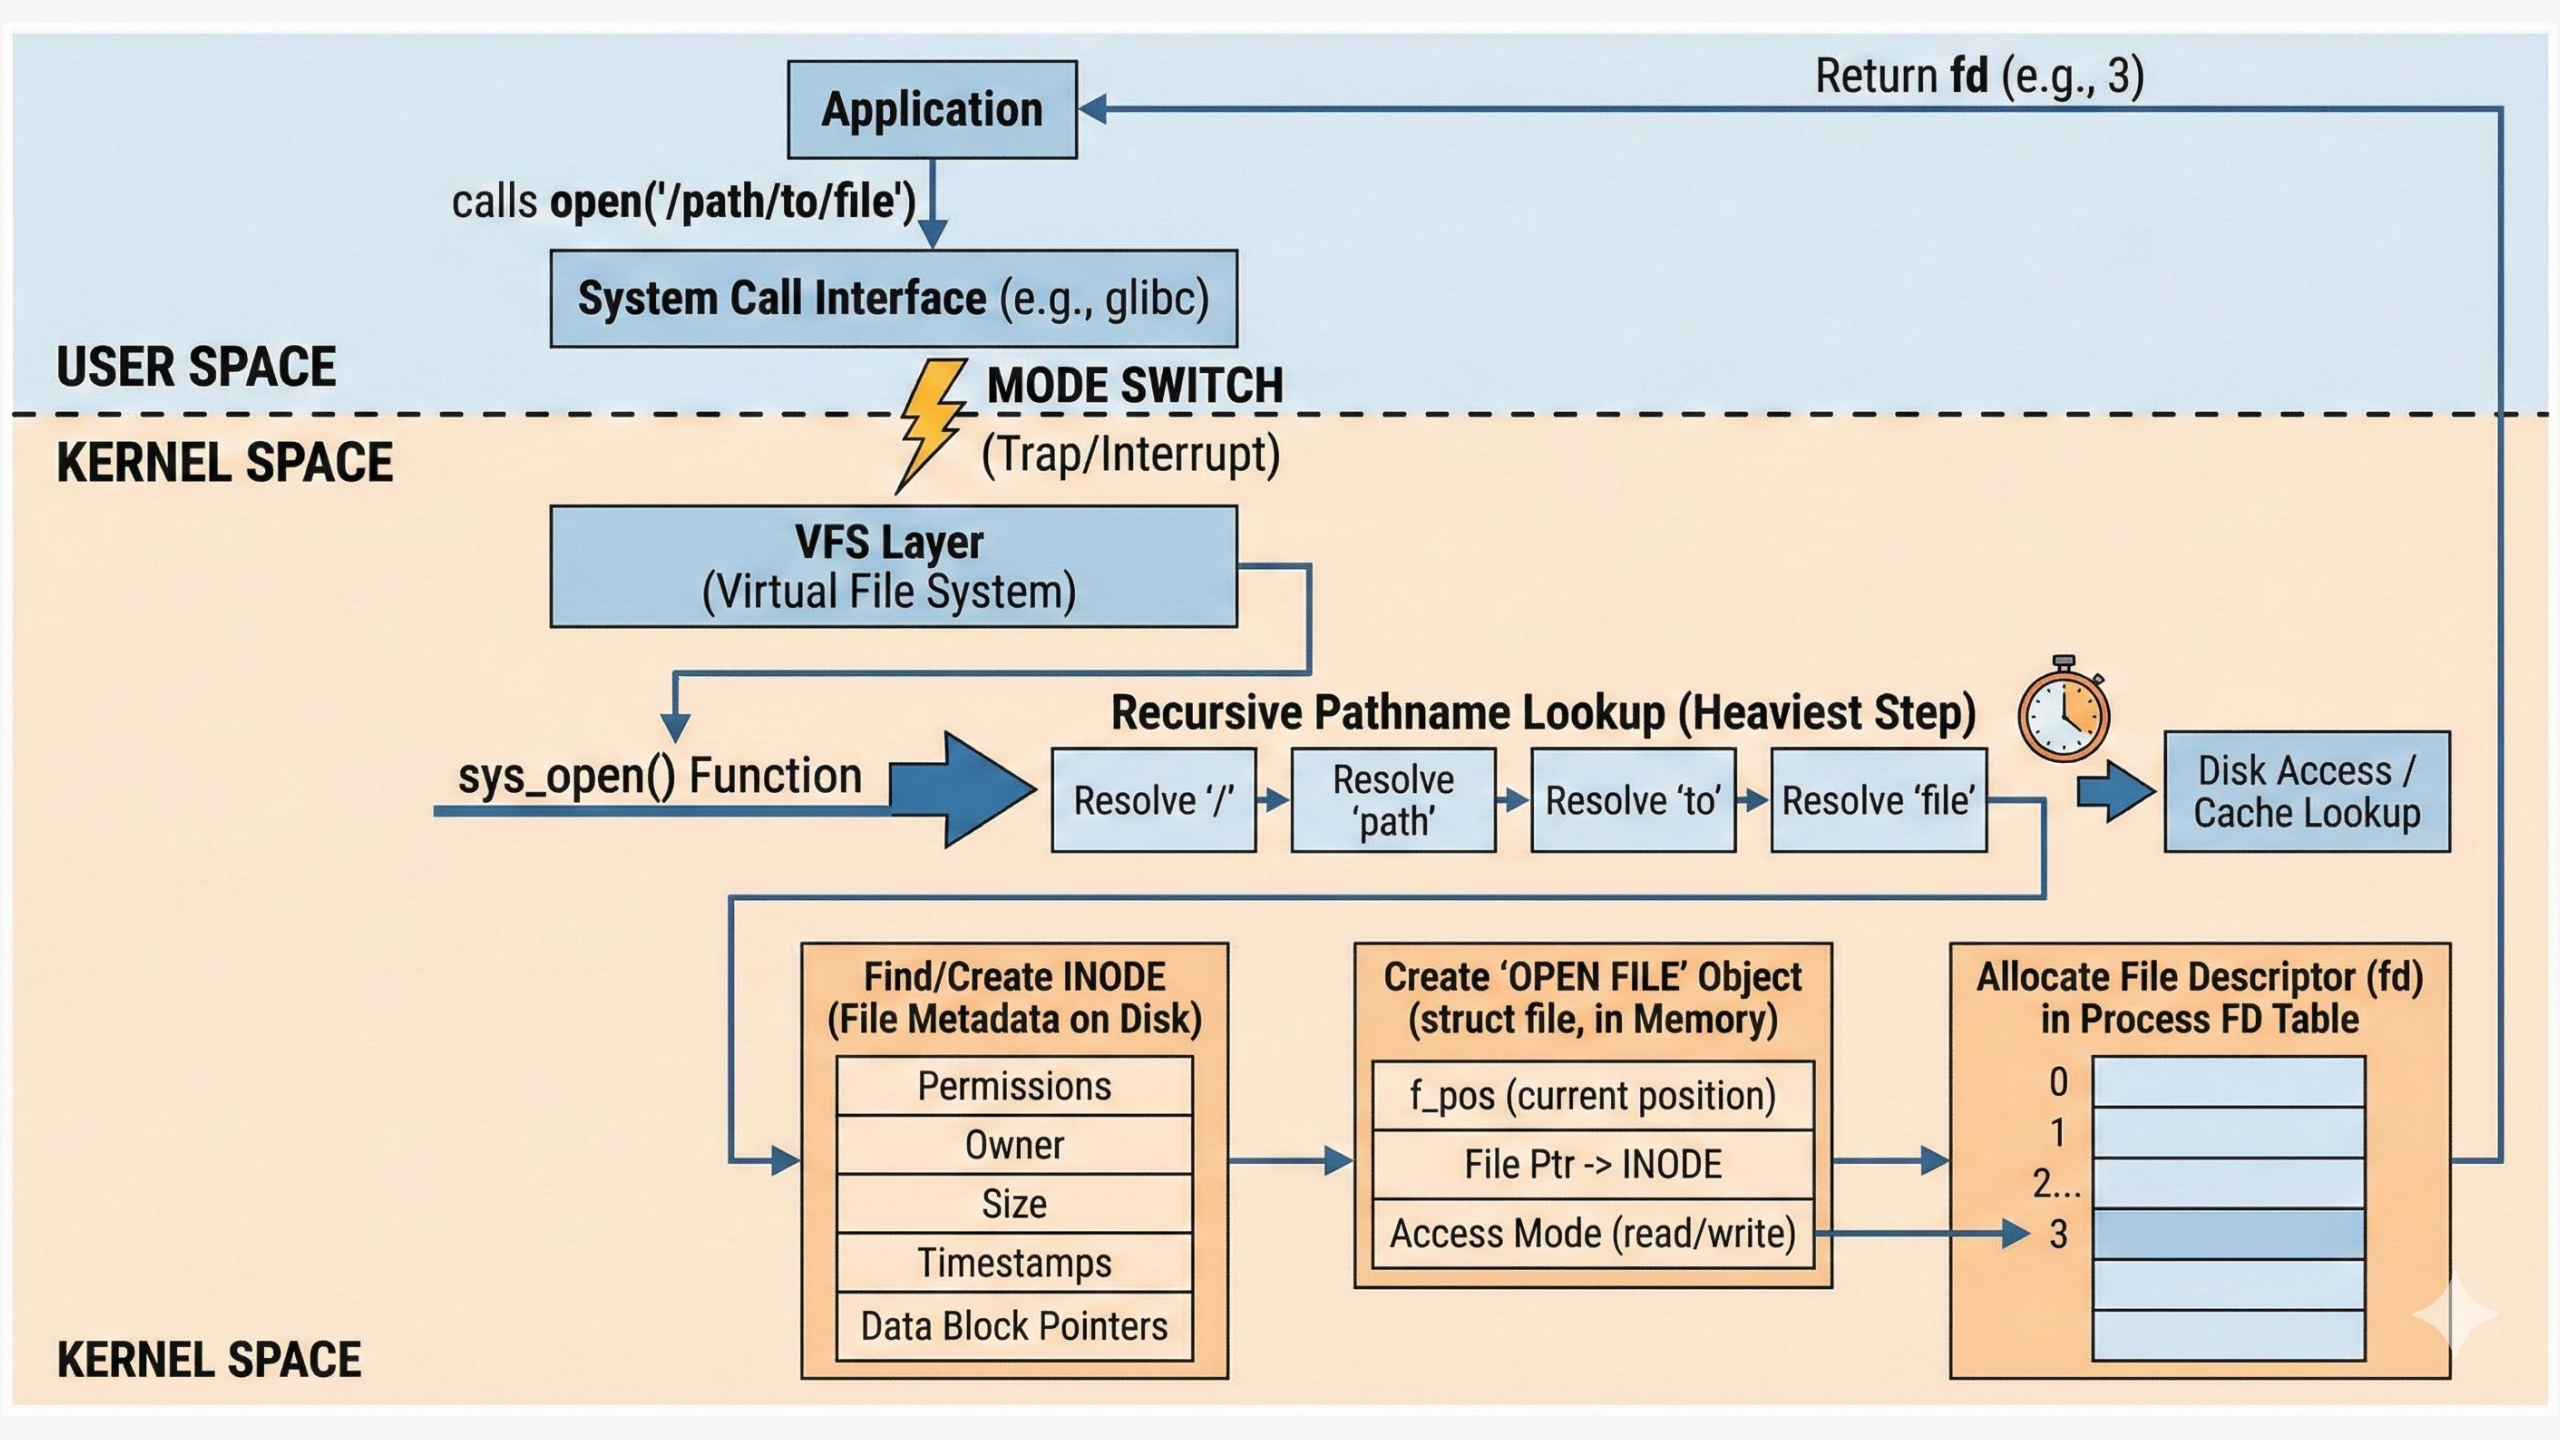 Application
Return fd (e.g., 3)
calls open('/path/to/file')
System Call Interface (e.g., glibc)
USER SPACE
MODE SWITCH
KERNEL SPACE
(Trap/Interrupt)
VFS Layer
(Virtual File System)
sys_open() Function
Recursive Pathname Lookup (Heaviest Step)
Resolve ‘/’
Resolve
‘path’
Resolve ‘to’
Resolve ‘file’
Disk Access /
Cache Lookup
Find/Create INODE
(File Metadata on Disk)
Permissions
Owner
Size
Timestamps
Data Block Pointers
Create ‘OPEN FILE’ Object
(struct file, in Memory)
f_pos (current position)
File Ptr -> INODE
Access Mode (read/write)
Allocate File Descriptor (fd)
in Process FD Table
0
1
2...
3
KERNEL SPACE